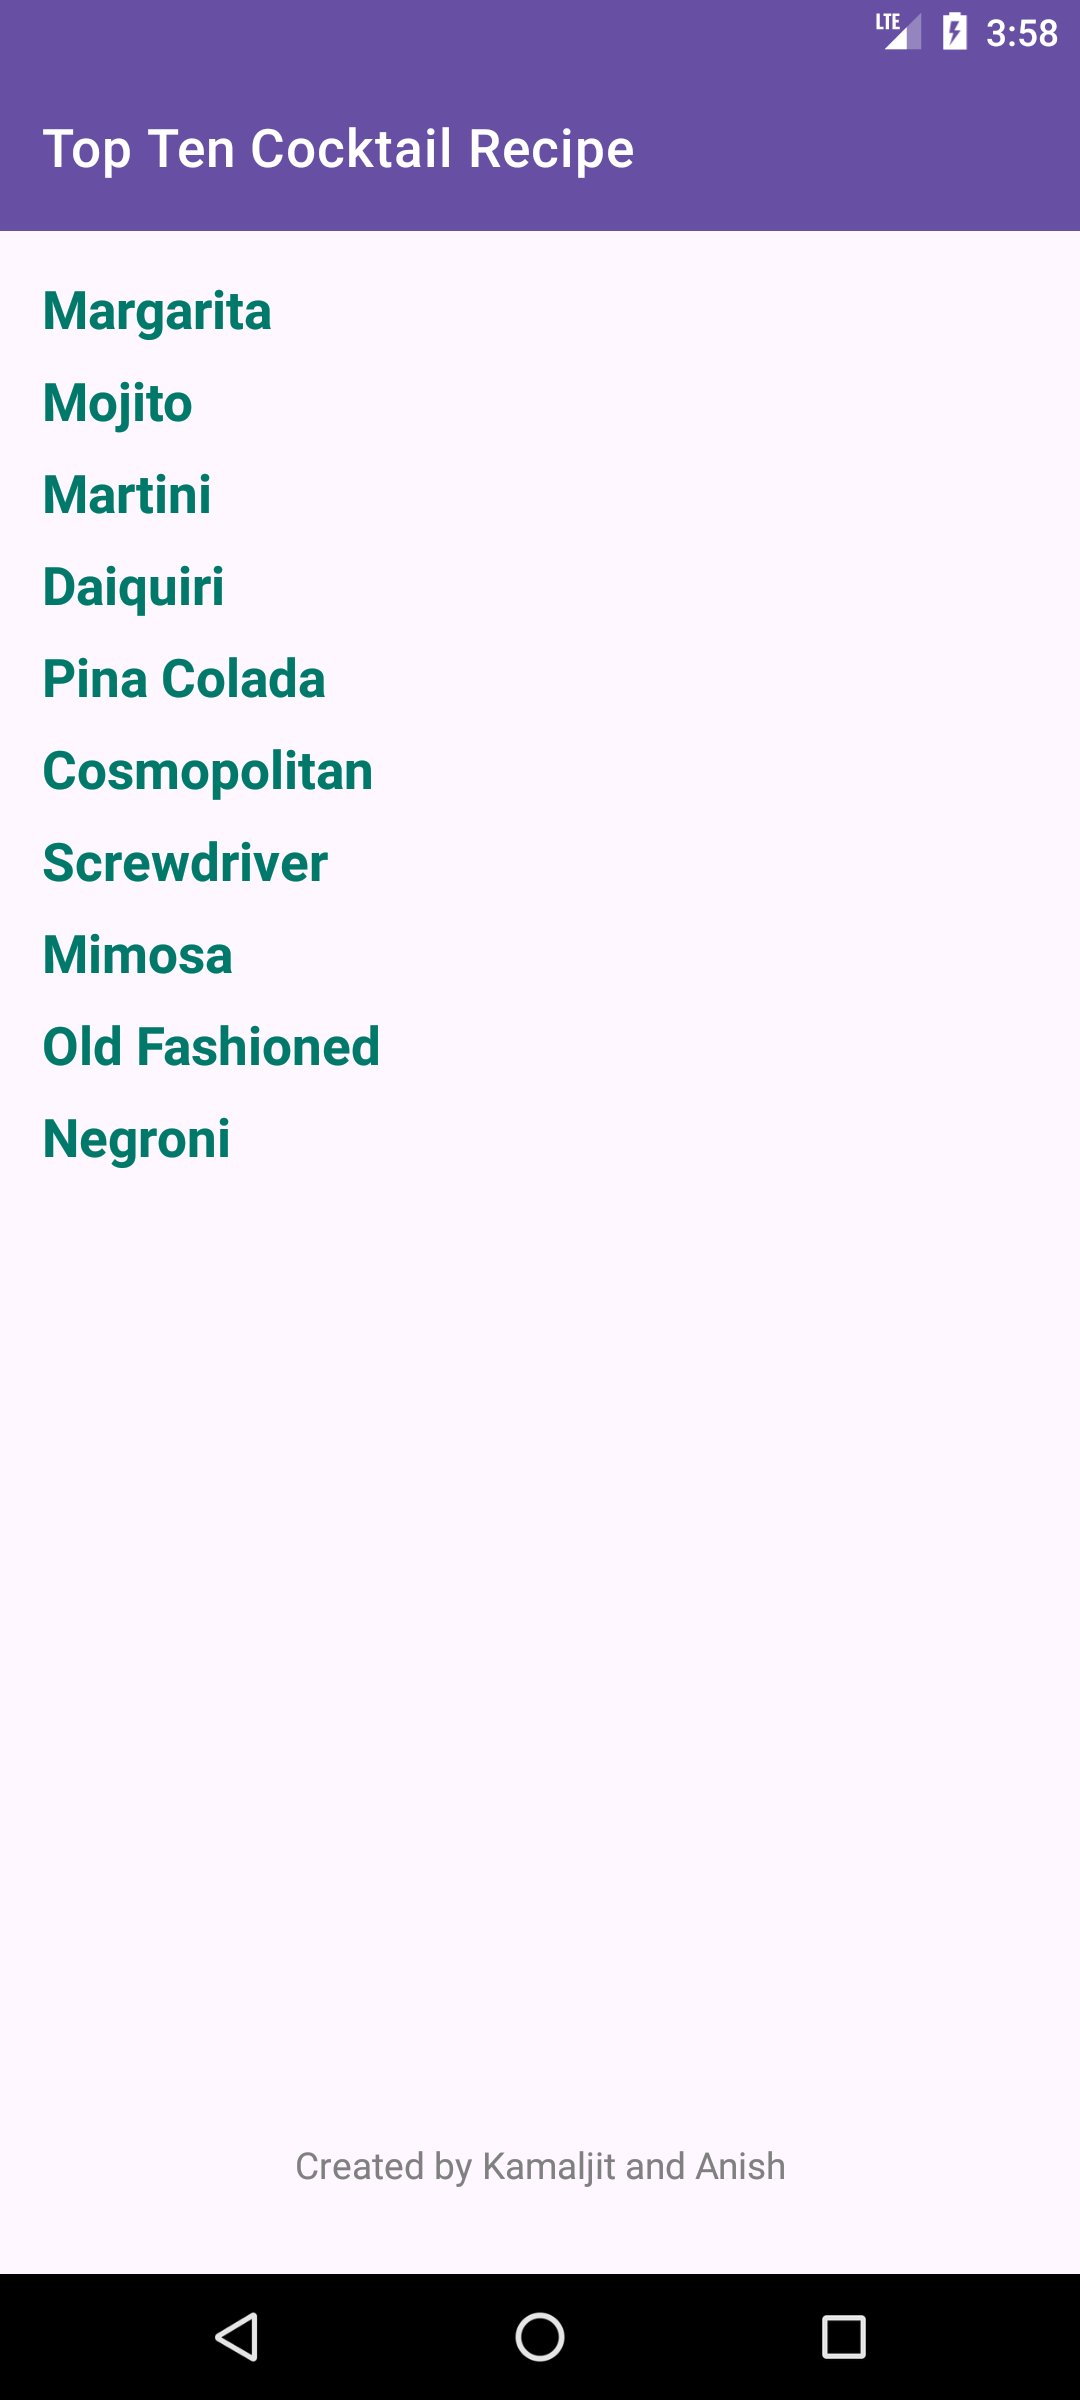 LTE 3:58
Top Ten Cocktail Recipe
Margarita
Mojito
Martini
Daiquiri
Pina Colada
Cosmopolitan
Screwdriver
Mimosa
Old Fashioned
Negroni
Created by Kamaljit and Anish